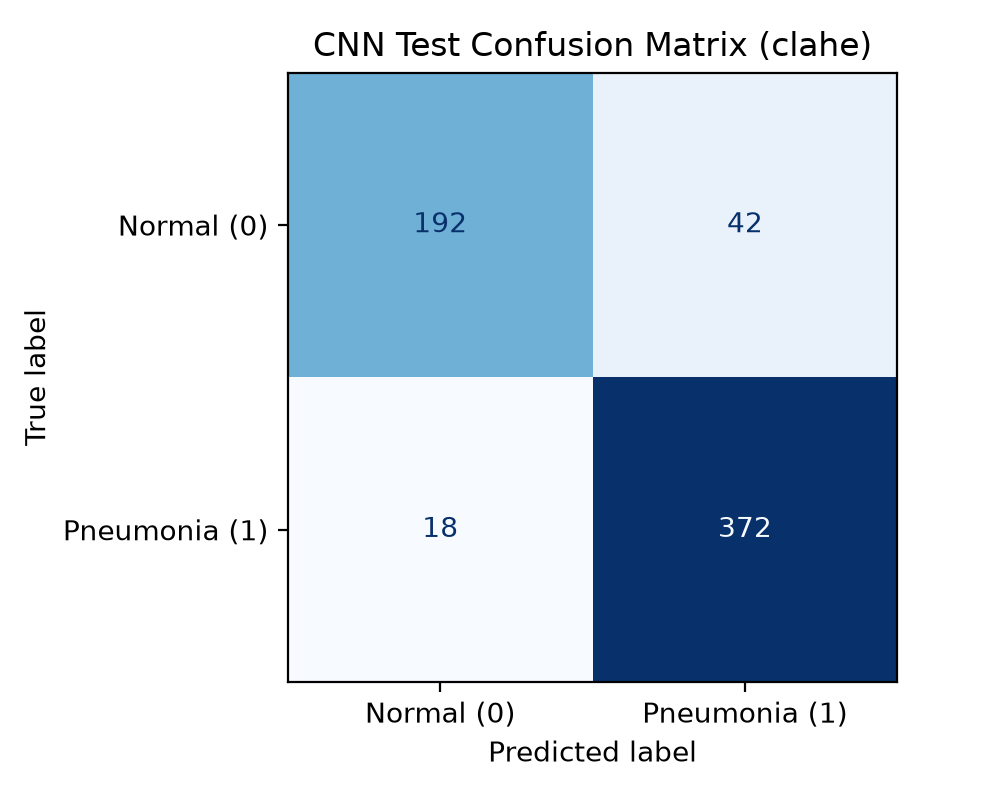 CNN Test Confusion Matrix (clahe)
True label
Normal (0)
192
42
Pneumonia (1)
18
372
Normal (0)
Pneumonia (1)
Predicted label